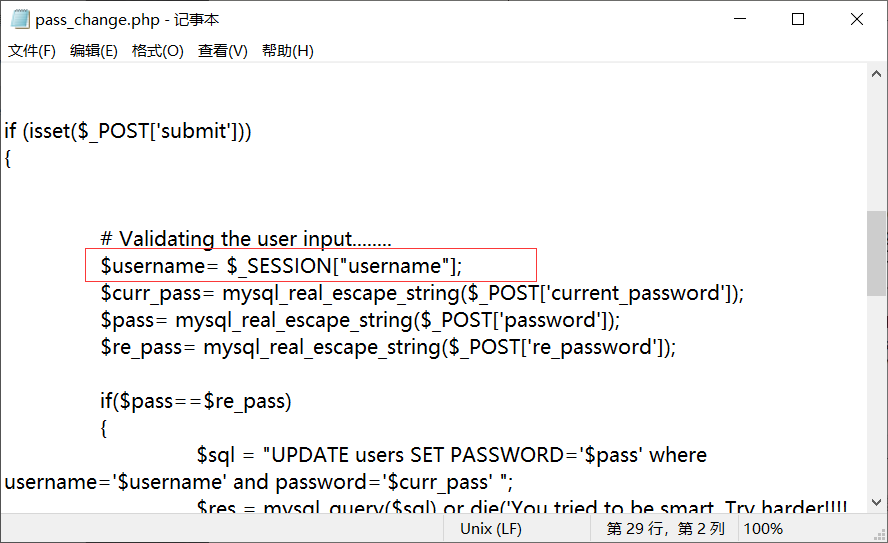 pass_change.php - 记事本
文件(F) 编辑(E) 格式(O) 查看(V) 帮助(H)
if (isset($_POST['submit']))
{
# Validating the user input........
$username= $_SESSION["username"];
$curr_pass= mysql_real_escape_string($_POST['current_password']);
$pass= mysql_real_escape_string($_POST['password']);
$re_pass= mysql_real_escape_string($_POST['re_password']);
if($pass==$re_pass)
{
$sql = "UPDATE users SET PASSWORD='$pass' where
username='$username' and password='$curr_pass' ";
$res = mysql_query($sql) or die('You tried to be smart, Try harder!!!!
Unix (LF) 第 29 行，第 2 列 100%